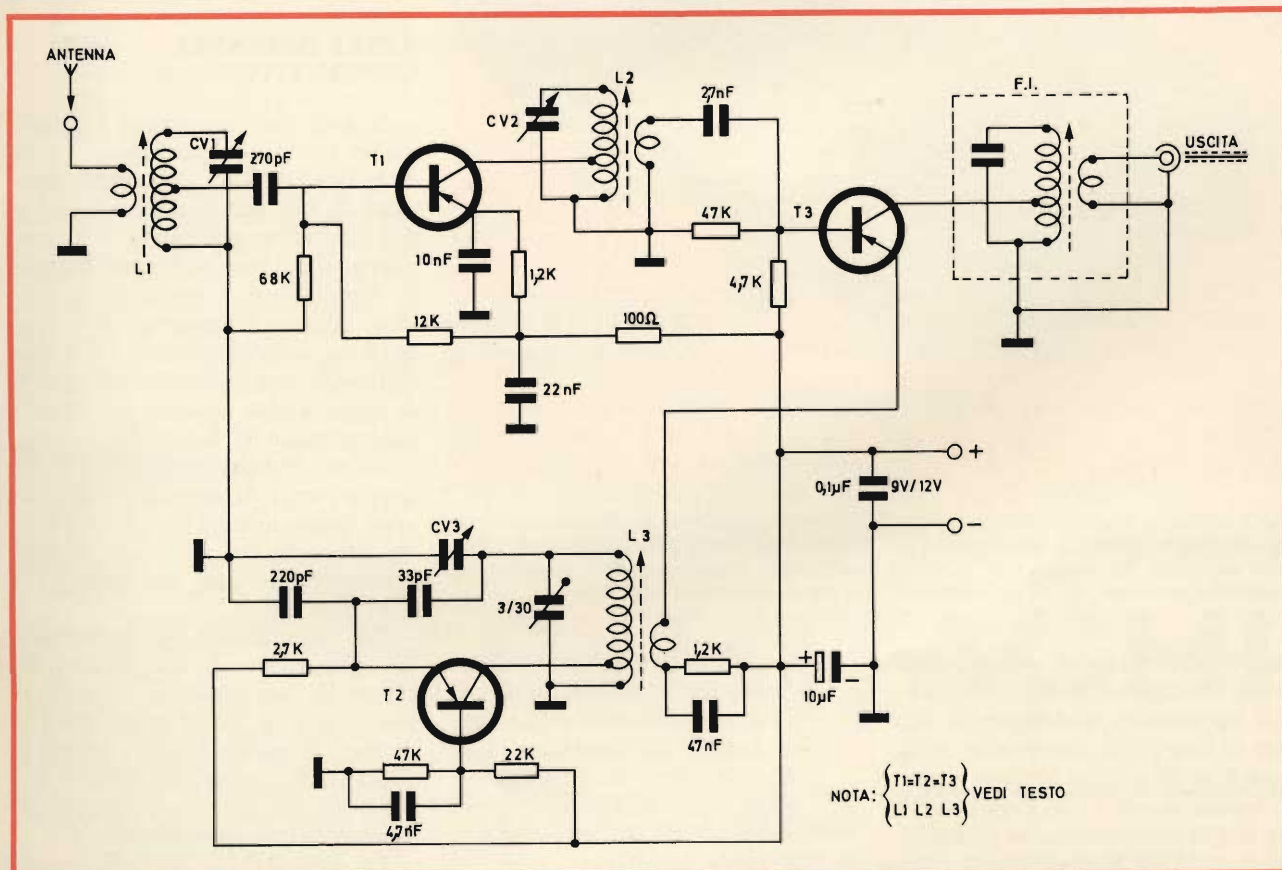 ANTENNA
CV1
270pF
L1
68K
T1
10nF
1,2K
12K
22nF
100Ω
CV2
L2
2,7nF
47K
4,7K
T3
F.I.
USCITA
+
0,1µF
9V/12V
−
CV3
220pF
33pF
3/30
L3
2,7K
T2
1,2K
47nF
+
10µF
−
47K
22K
4,7nF
NOTA: { T1=T2=T3 } VEDI TESTO
L1 L2 L3